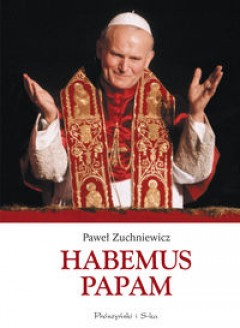 Paweł Zuchniewicz
HABEMUS
PAPAM
Prószyński i S-ka